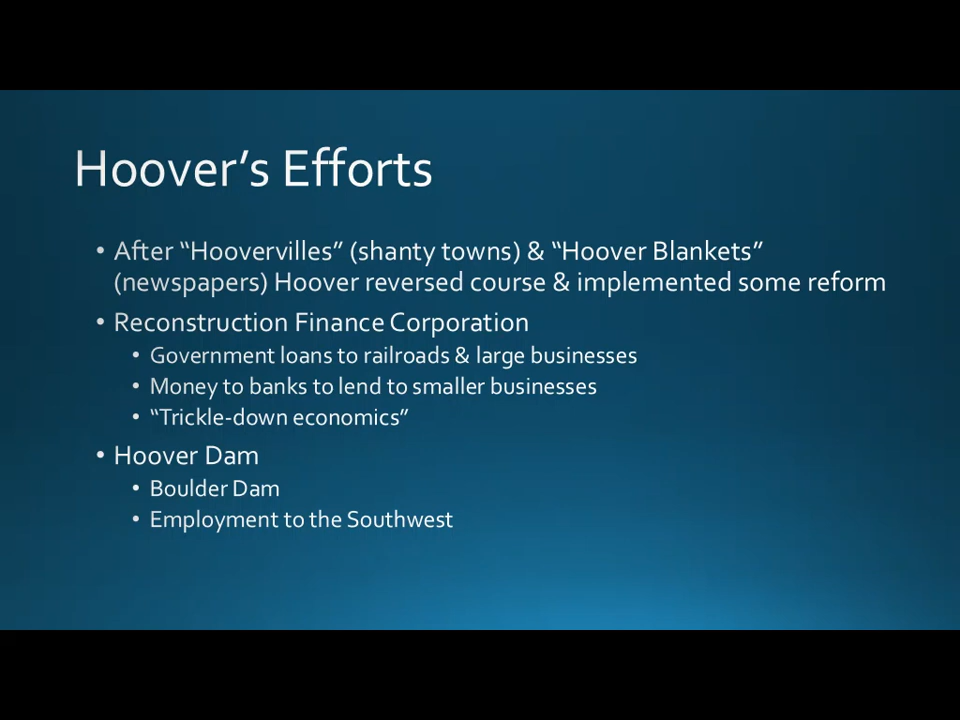 Hoover’s Efforts
• After “Hoovervilles” (shanty towns) & “Hoover Blankets”
(newspapers) Hoover reversed course & implemented some reform
• Reconstruction Finance Corporation
• Government loans to railroads & large businesses
• Money to banks to lend to smaller businesses
• “Trickle-down economics”
• Hoover Dam
• Boulder Dam
• Employment to the Southwest